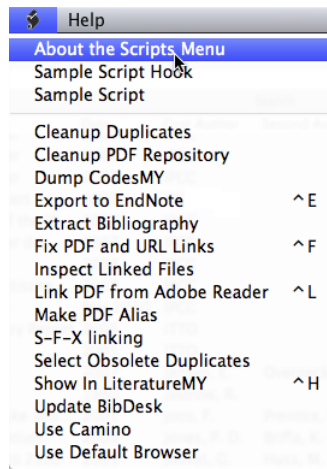 Help
About the Scripts Menu
Sample Script Hook
Sample Script
Cleanup Duplicates
Cleanup PDF Repository
Dump CodesMY
Export to EndNote ^E
Extract Bibliography
Fix PDF and URL Links ^F
Inspect Linked Files
Link PDF from Adobe Reader ^L
Make PDF Alias
S-F-X linking
Select Obsolete Duplicates
Show In LiteratureMY ^H
Update BibDesk
Use Camino
Use Default Browser